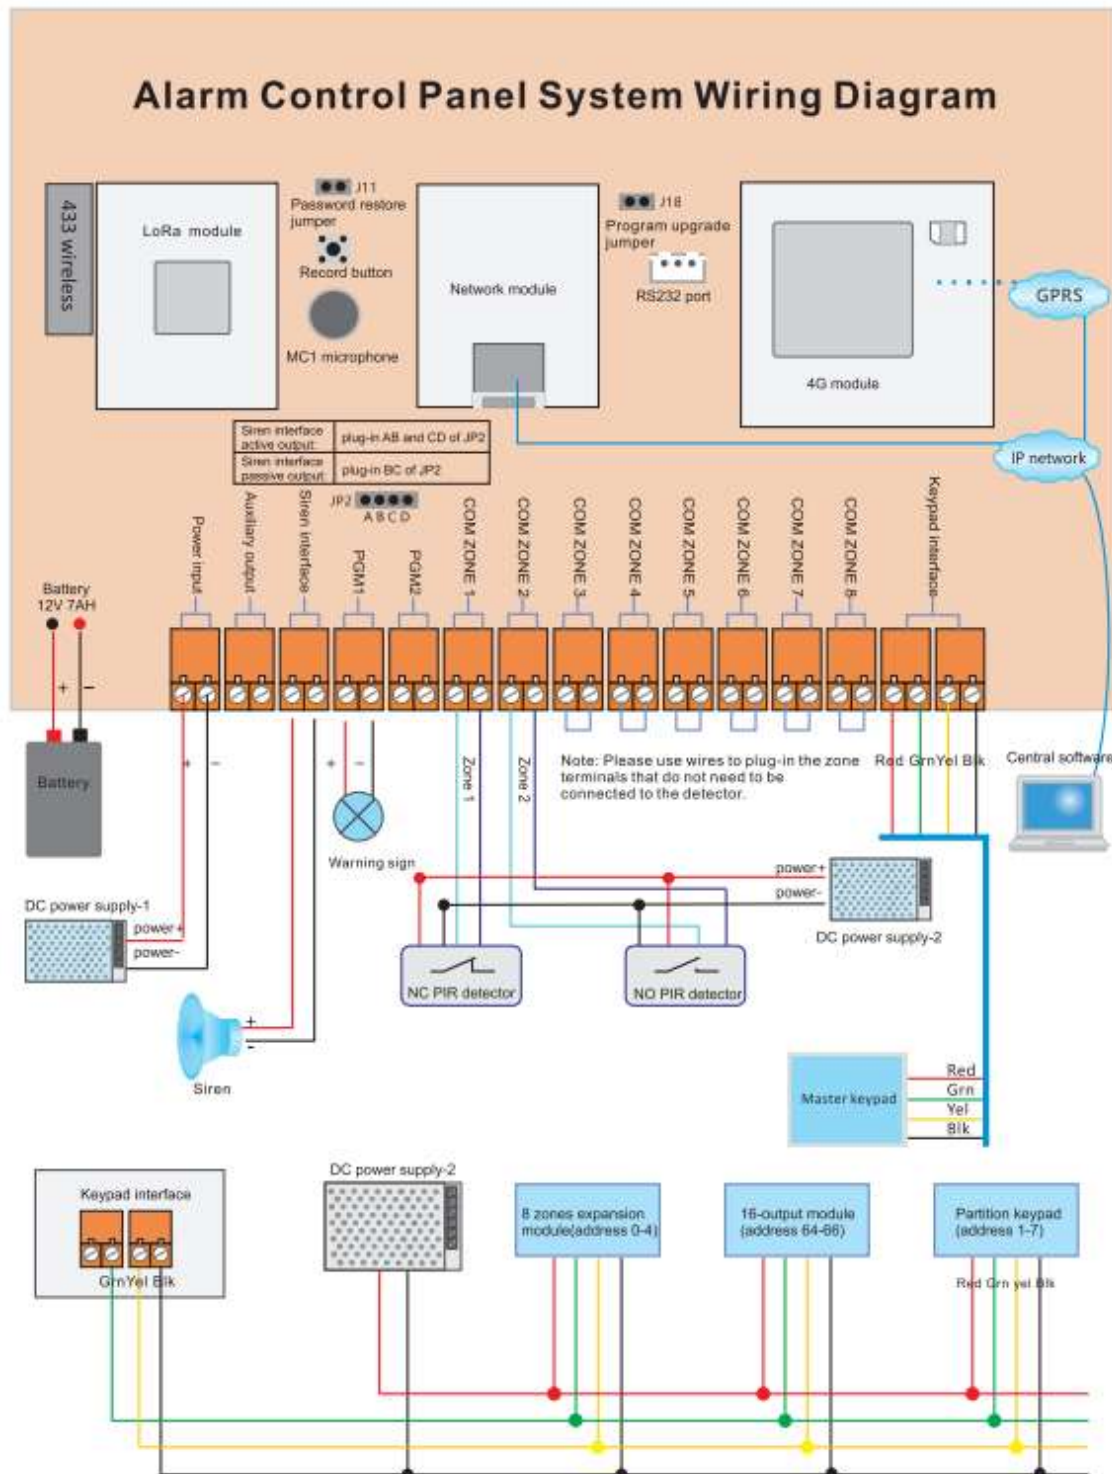 Alarm Control Panel System Wiring Diagram
433 wireless
LoRa module
J11
Password restore
jumper
Record button
MC1 microphone
Network module
J18
Program upgrade
jumper
RS232 port
4G module
GPRS
IP network
Siren interface
active output:
plug-in AB and CD of JP2
Siren interface
passive output:
plug-in BC of JP2
JP2
A B C D
Power input
Auxiliary output
Siren interface
PGM1
PGM2
COM ZONE 1
COM ZONE 2
COM ZONE 3
COM ZONE 4
COM ZONE 5
COM ZONE 6
COM ZONE 7
COM ZONE 8
Keypad interface
Battery
12V 7AH
+ −
Battery
+ −
+ −
Zone 1
Zone 2
Note: Please use wires to plug-in the zone
terminals that do not need to be
connected to the detector.
Red Grn Yel Blk
Central software
Warning sign
power+
power-
DC power supply-2
DC power supply-1
power+
power-
NC PIR detector
NO PIR detector
+
-
Siren
Master keypad
Red
Grn
Yel
Blk
Keypad interface
GrnYel Blk
DC power supply-2
8 zones expansion
module(address 0-4)
16-output module
(address 64-66)
Partition keypad
(address 1-7)
Red Grn yel Blk